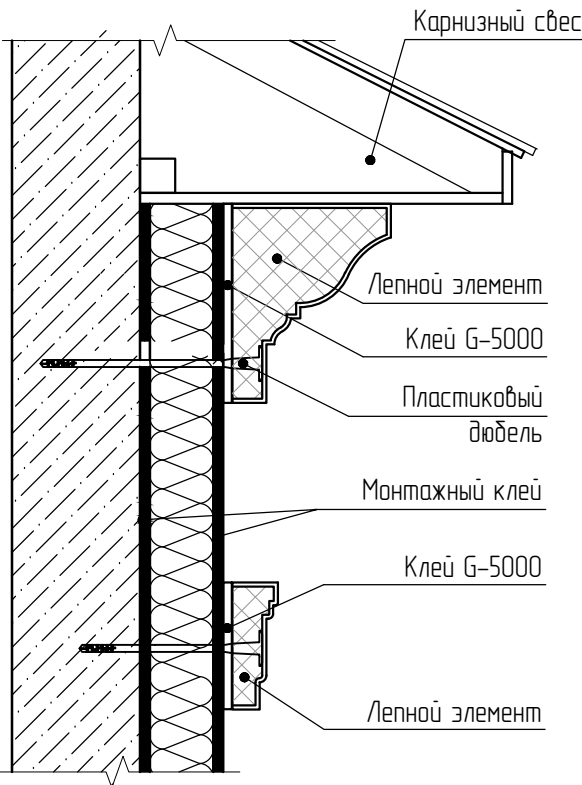 Карнизный свес
Лепной элемент
Клей G-5000
Пластиковый
дюбель
Монтажный клей
Клей G-5000
Лепной элемент